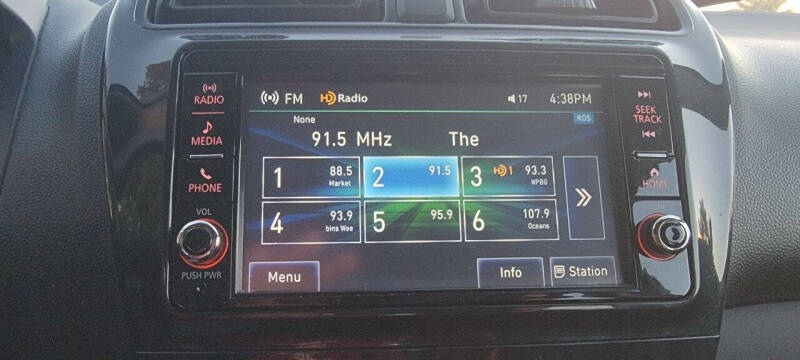 RADIO
MEDIA
PHONE
VOL
PUSH PWR
FM HD Radio 17 4:38PM
None RDS
91.5 MHz The
1 88.5 Market
2 91.5
3 HD 1 93.3 WPBG
4 93.9 bins Wee
5 95.9
6 107.9 Oceans
Menu Info Station
SEEK
TRACK
HOME